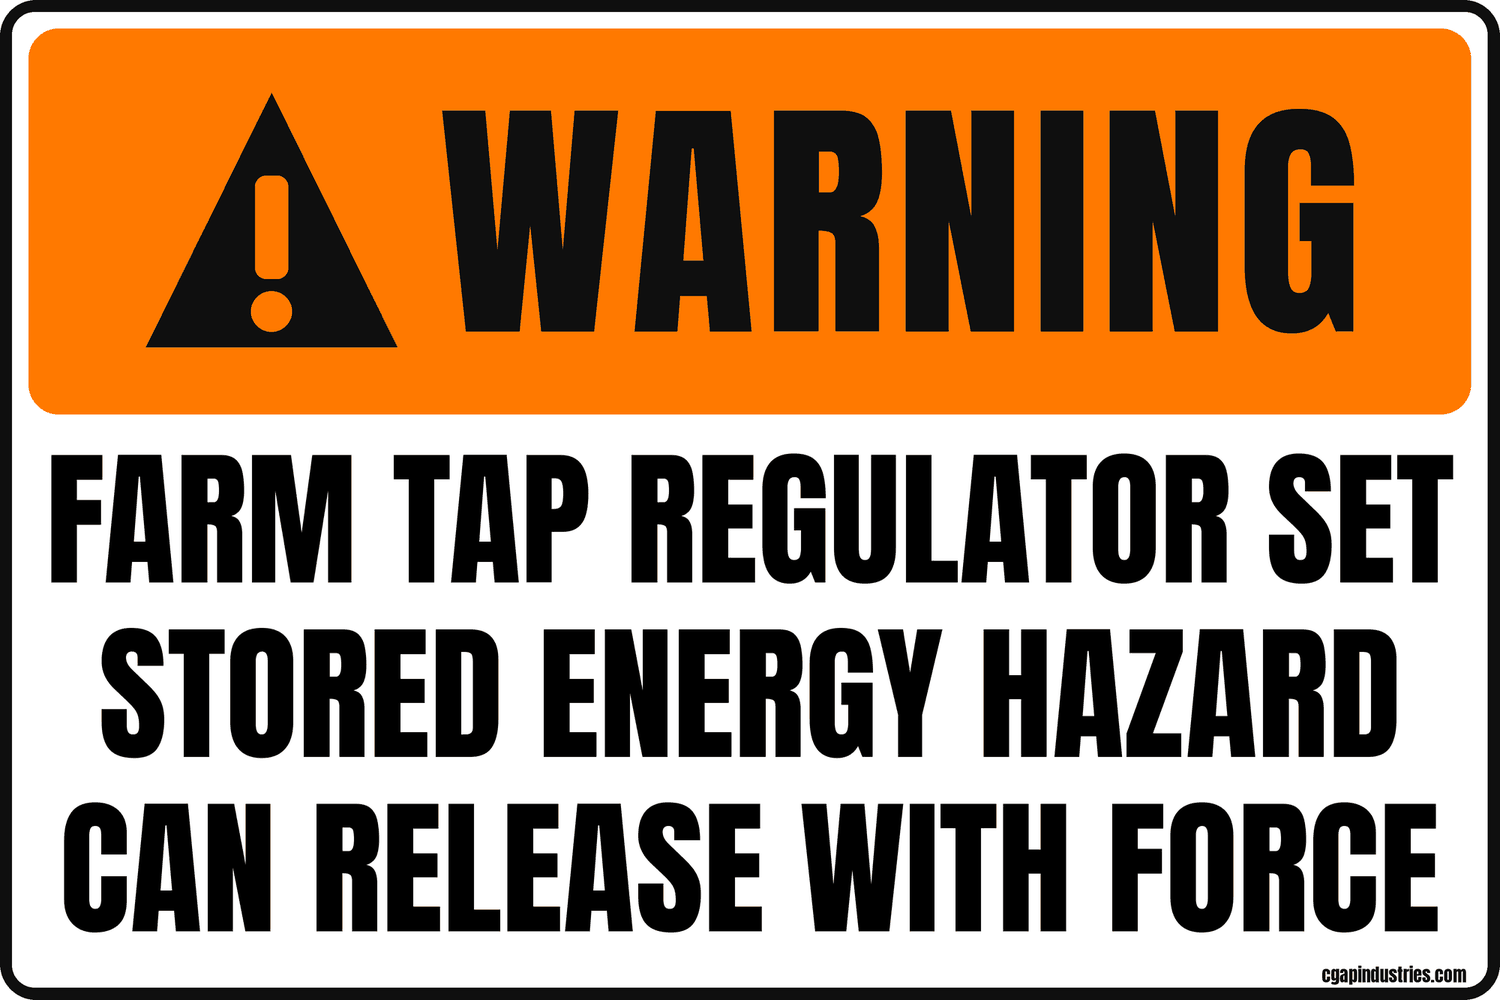 WARNING
FARM TAP REGULATOR SET
STORED ENERGY HAZARD
CAN RELEASE WITH FORCE
cgapindustries.com